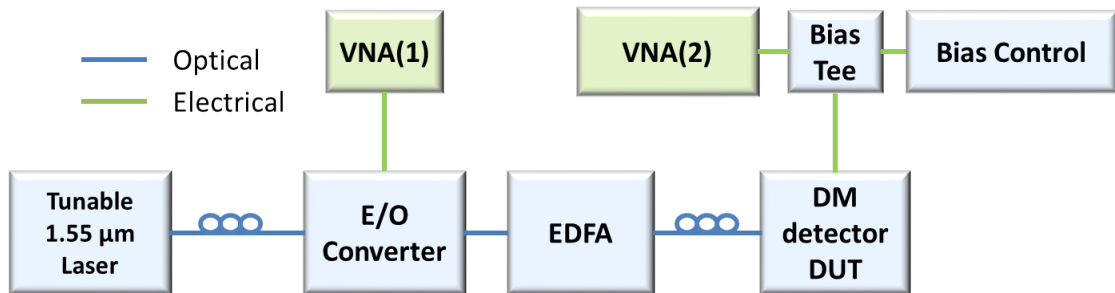 Optical
Electrical
VNA(1)
VNA(2)
Bias
Tee
Bias Control
Tunable
1.55 µm
Laser
E/O
Converter
EDFA
DM
detector
DUT